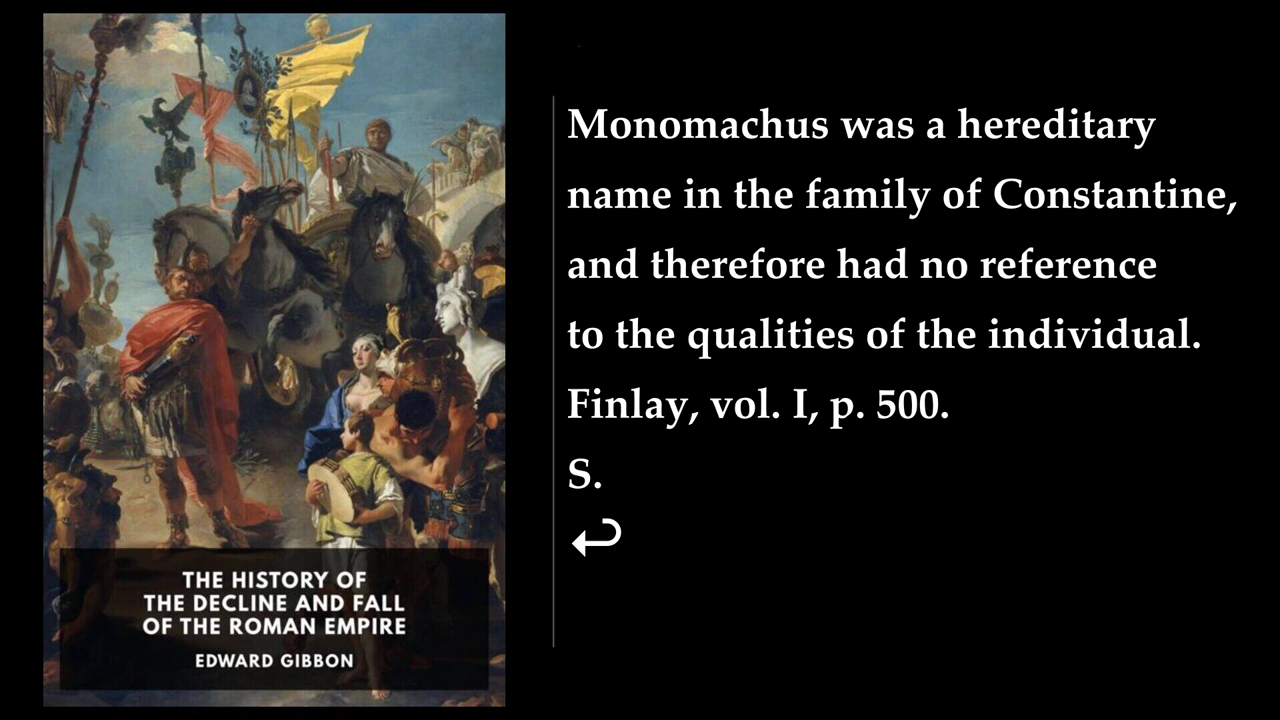 THE HISTORY OF
THE DECLINE AND FALL
OF THE ROMAN EMPIRE
EDWARD GIBBON
Monomachus was a hereditary
name in the family of Constantine,
and therefore had no reference
to the qualities of the individual.
Finlay, vol. I, p. 500.
S.
↩